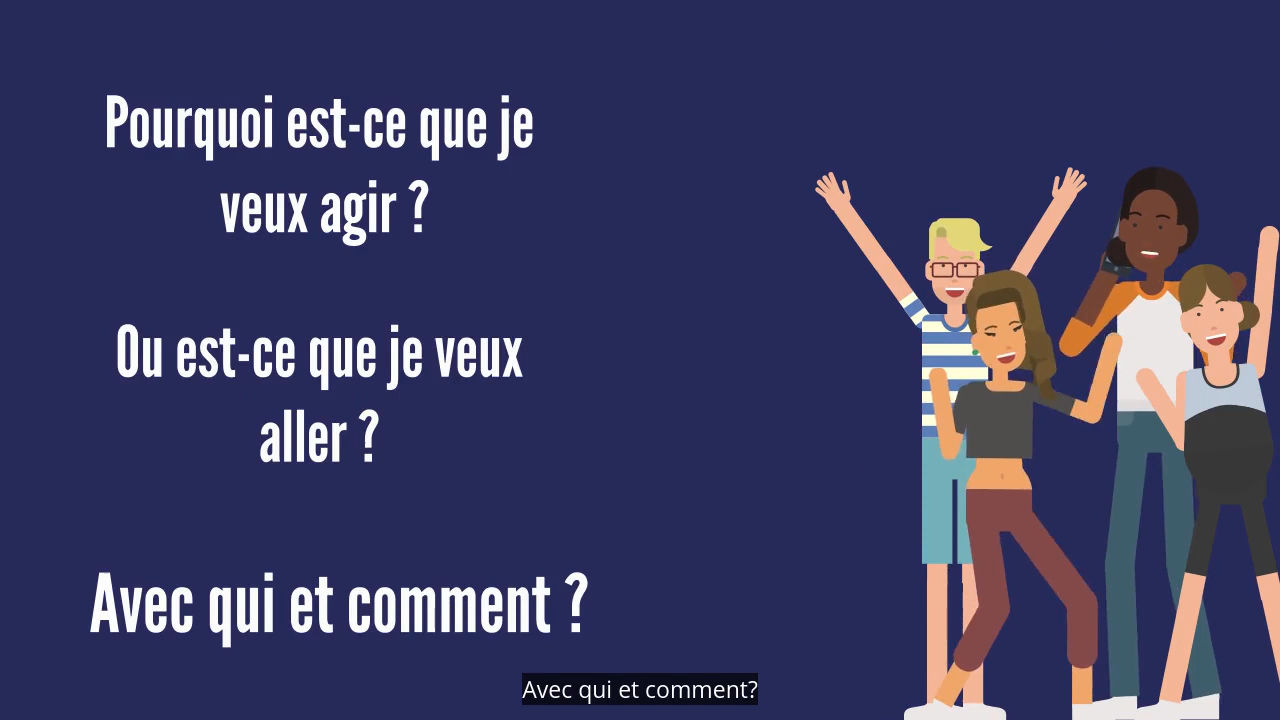 Pourquoi est-ce que je
veux agir ?
Ou est-ce que je veux
aller ?
Avec qui et comment ?
Avec qui et comment?